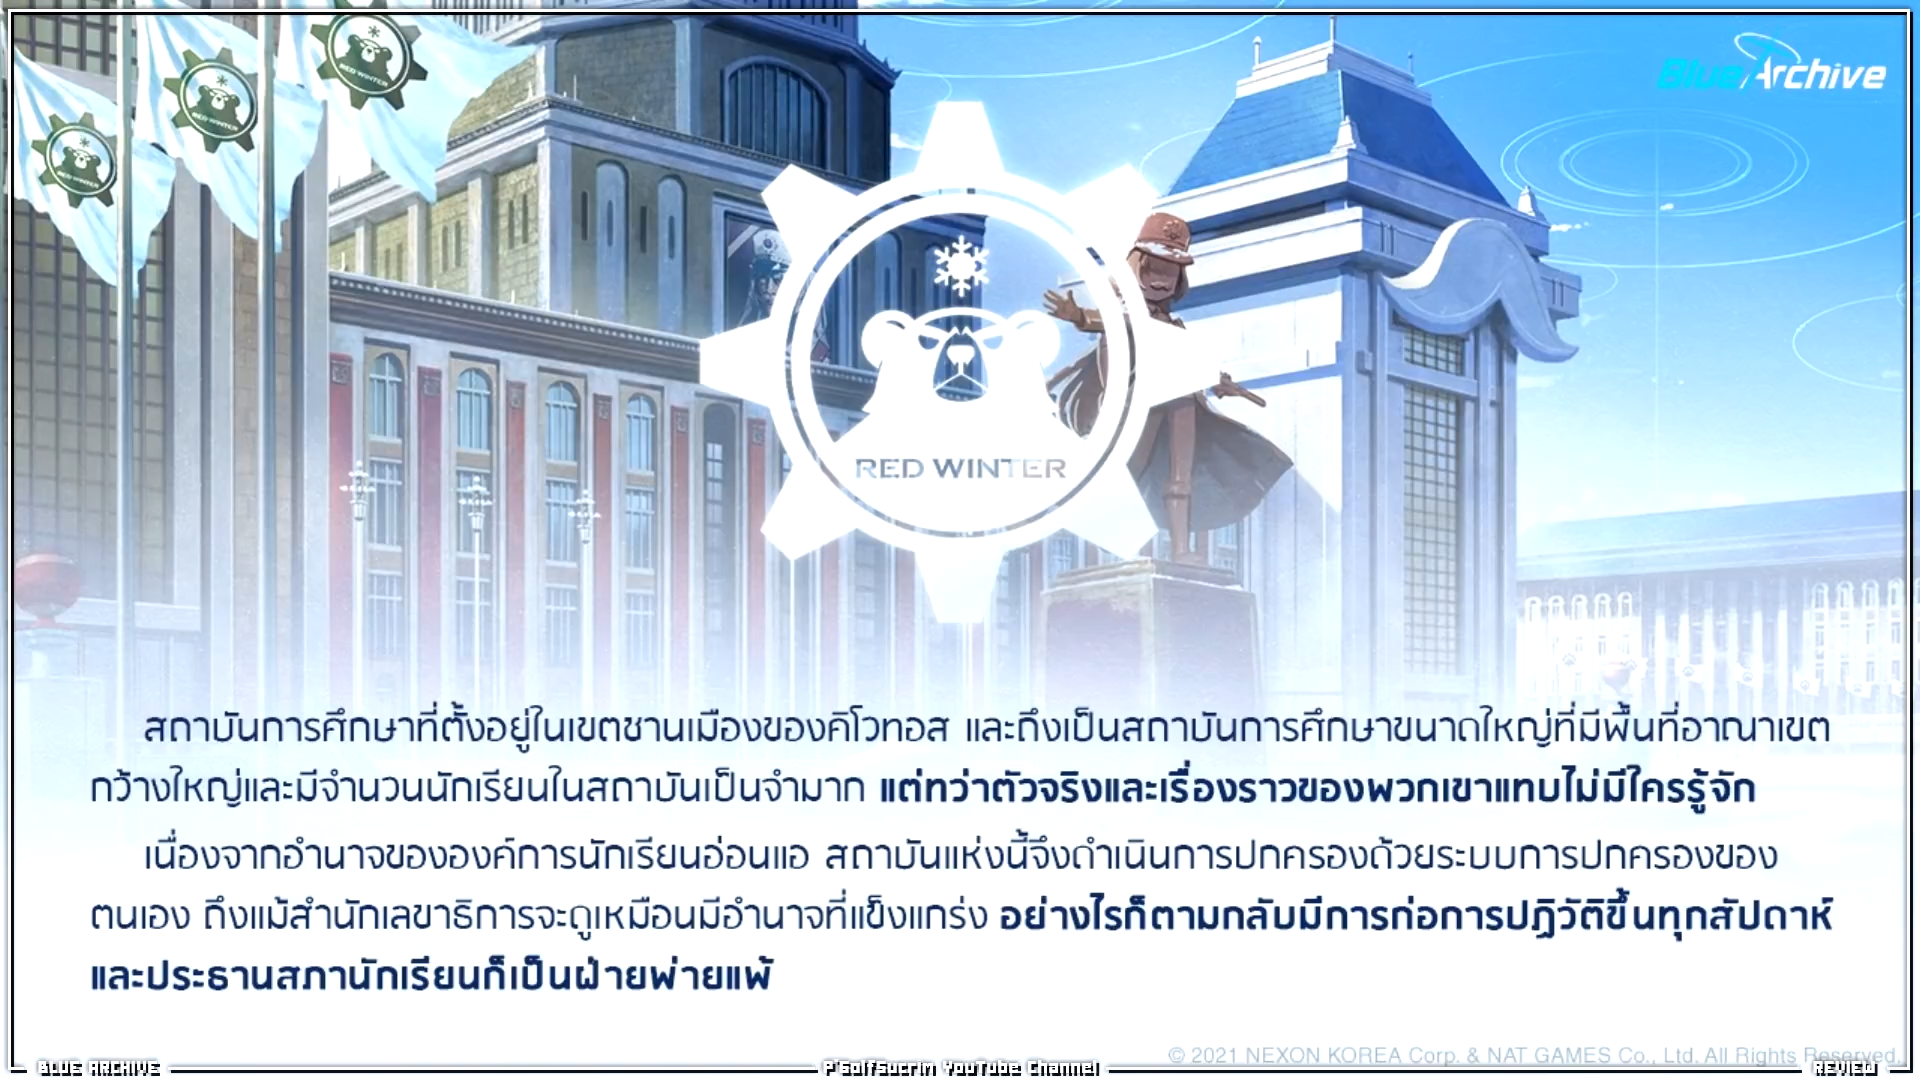 RED WINTER
RED WINTER
RED WINTER
Blue Archive
RED WINTER
สถาบันการศึกษาที่ตั้งอยู่ในเขตชานเมืองของคิโวทอส และถึงเป็นสถาบันการศึกษาขนาดใหญ่ที่มีพื้นที่อาณาเขต
กว้างใหญ่และมีจำนวนนักเรียนในสถาบันเป็นจำมาก แต่ทว่าตัวจริงและเรื่องราวของพวกเขาแทบไม่มีใครรู้จัก
เนื่องจากอำนาจขององค์การนักเรียนอ่อนแอ สถาบันแห่งนี้จึงดำเนินการปกครองด้วยระบบการปกครองของ
ตนเอง ถึงแม้สำนักเลขาธิการจะดูเหมือนมีอำนาจที่แข็งแกร่ง อย่างไรก็ตามกลับมีการก่อการปฏิวัติขึ้นทุกสัปดาห์
และประธานสภานักเรียนก็เป็นฝ่ายพ่ายแพ้
© 2021 NEXON KOREA Corp. & NAT GAMES Co., Ltd. All Rights Reserved.
BLUE ARCHIVE P'SolfSucrin YouTube Channel REVIEW